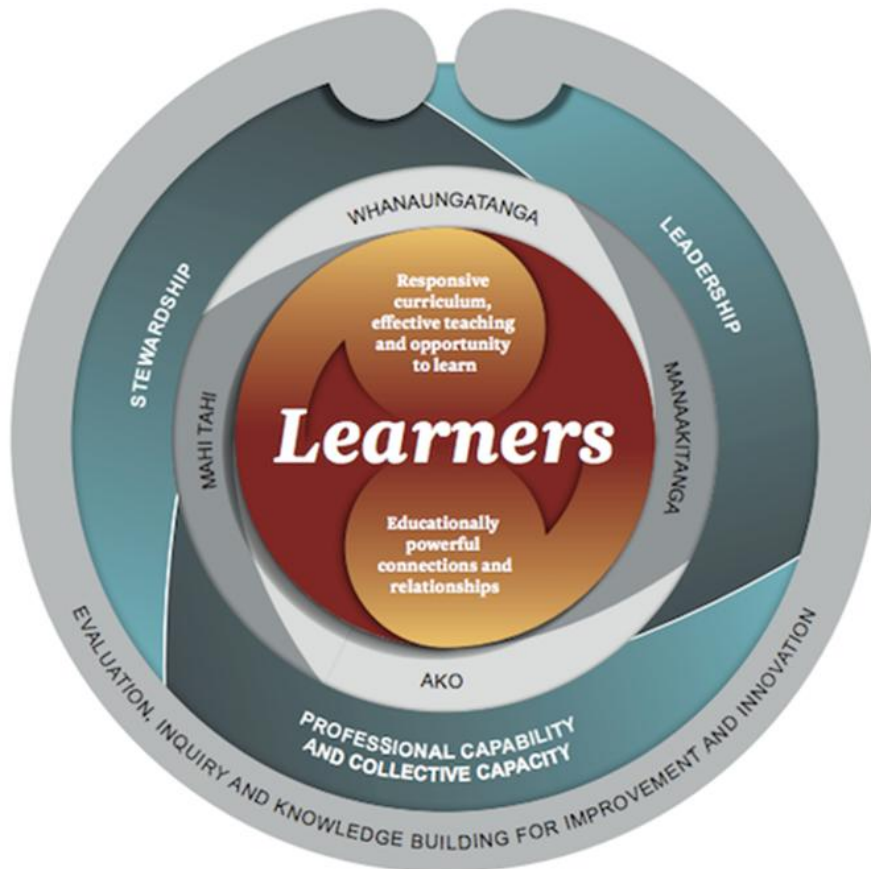 WHANAUNGATANGA
LEADERSHIP
STEWARDSHIP
Responsive
curriculum,
effective teaching
and opportunity
to learn
MAHI TAHI
Learners
MANAAKITANGA
Educationally
powerful
connections and
relationships
AKO
PROFESSIONAL CAPABILITY
AND COLLECTIVE CAPACITY
EVALUATION, INQUIRY AND KNOWLEDGE BUILDING FOR IMPROVEMENT AND INNOVATION